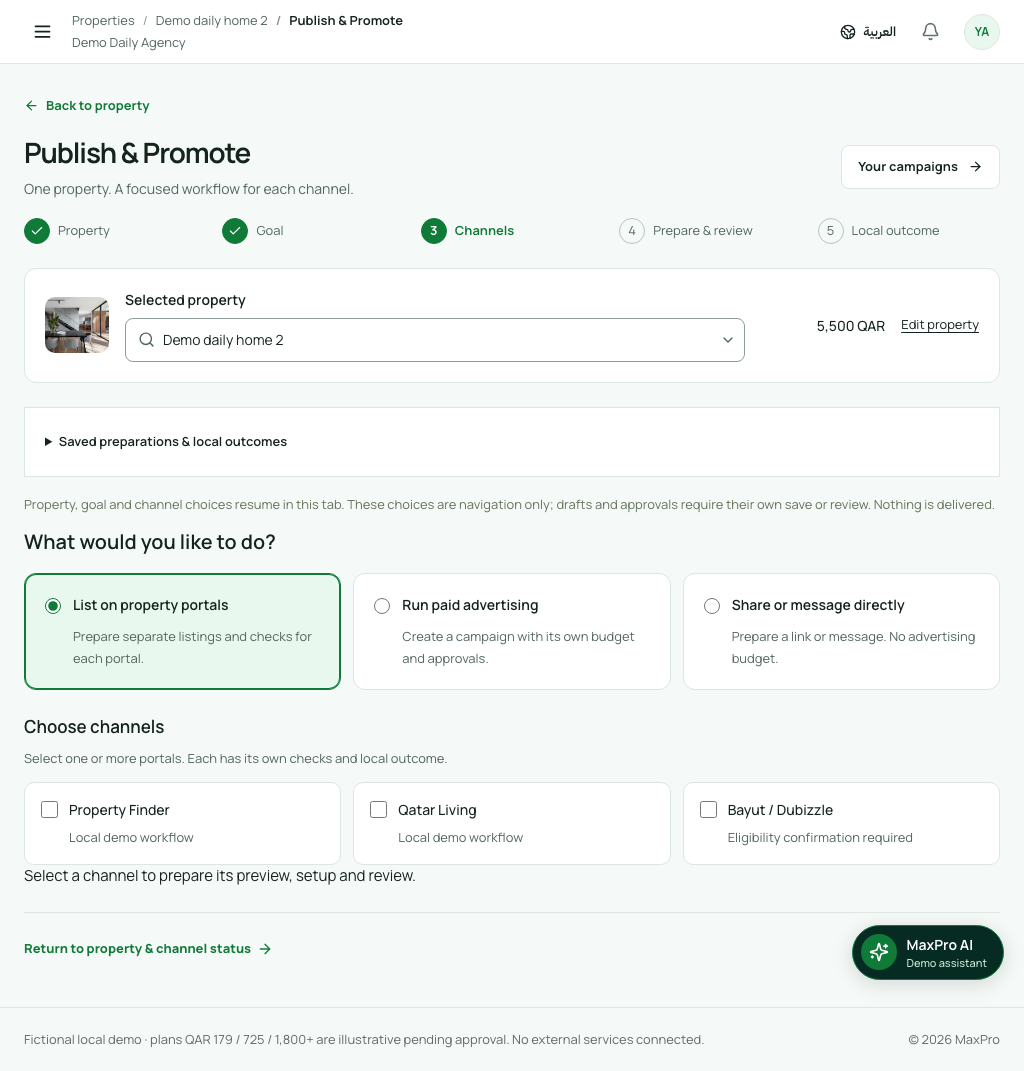 Properties / Demo daily home 2 / Publish & Promote
Demo Daily Agency
العربية
YA
Back to property
Publish & Promote
One property. A focused workflow for each channel.
Your campaigns
Property
Goal
3 Channels
4 Prepare & review
5 Local outcome
Selected property
Demo daily home 2
5,500 QAR
Edit property
Saved preparations & local outcomes
Property, goal and channel choices resume in this tab. These choices are navigation only; drafts and approvals require their own save or review. Nothing is delivered.
What would you like to do?
List on property portals
Prepare separate listings and checks for
each portal.
Run paid advertising
Create a campaign with its own budget
and approvals.
Share or message directly
Prepare a link or message. No advertising
budget.
Choose channels
Select one or more portals. Each has its own checks and local outcome.
Property Finder
Local demo workflow
Qatar Living
Local demo workflow
Bayut / Dubizzle
Eligibility confirmation required
Select a channel to prepare its preview, setup and review.
Return to property & channel status
MaxPro AI
Demo assistant
Fictional local demo · plans QAR 179 / 725 / 1,800+ are illustrative pending approval. No external services connected.
© 2026 MaxPro